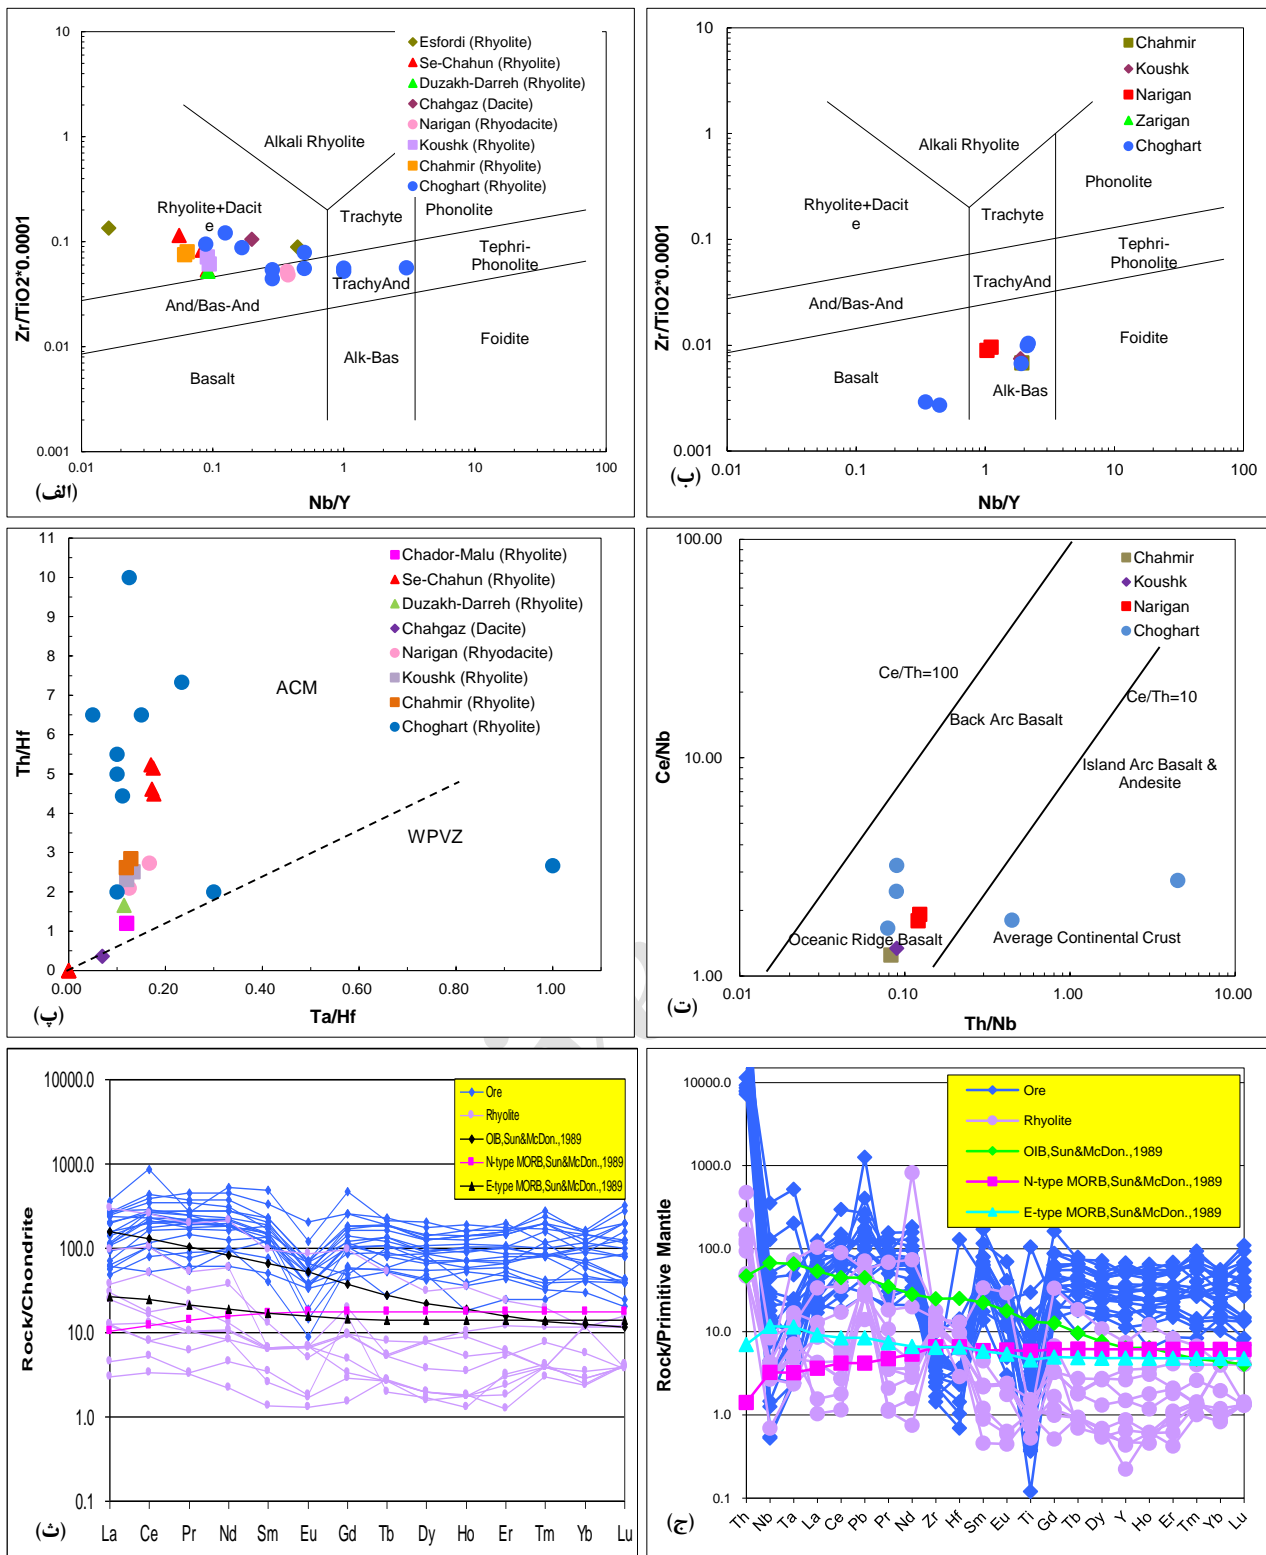 10
1
0.1
0.01
0.001
Zr/TiO2*0.0001
Esfordi (Rhyolite)
Se-Chahun (Rhyolite)
Duzakh-Darreh (Rhyolite)
Chahgaz (Dacite)
Narigan (Rhyodacite)
Koushk (Rhyolite)
Chahmir (Rhyolite)
Choghart (Rhyolite)
Alkali Rhyolite
Rhyolite+Dacit
e
Trachyte
Phonolite
Tephri-
Phonolite
And/Bas-And
TrachyAnd
Foidite
Alk-Bas
Basalt
0.01
0.1
1
10
100
Nb/Y
(الف)
10
1
0.1
0.01
0.001
Zr/TiO2*0.0001
Chahmir
Koushk
Narigan
Zarigan
Choghart
Alkali Rhyolite
Phonolite
Rhyolite+Dacit
e
Trachyte
Tephri-
Phonolite
And/Bas-And
TrachyAnd
Foidite
Basalt
Alk-Bas
0.01
0.1
1
10
100
Nb/Y
(ب)
11
10
9
8
7
6
5
4
3
2
1
0
Th/Hf
Chador-Malu (Rhyolite)
Se-Chahun (Rhyolite)
Duzakh-Darreh (Rhyolite)
Chahgaz (Dacite)
Narigan (Rhyodacite)
Koushk (Rhyolite)
Chahmir (Rhyolite)
Choghart (Rhyolite)
ACM
WPVZ
0.00
0.20
0.40
0.60
0.80
1.00
Ta/Hf
(پ)
100.00
10.00
1.00
Ce/Nb
Chahmir
Koushk
Narigan
Choghart
Ce/Th=100
Ce/Th=10
Back Arc Basalt
Island Arc Basalt &
Andesite
Oceanic Ridge Basalt
Average Continental Crust
0.01
0.10
1.00
10.00
Th/Nb
(ت)
10000.0
1000.0
100.0
10.0
1.0
0.1
Rock/Chondrite
Ore
Rhyolite
OIB,Sun&McDon.,1989
N-type MORB,Sun&McDon.,1989
E-type MORB,Sun&McDon.,1989
La Ce Pr Nd Sm Eu Gd Tb Dy Ho Er Tm Yb Lu
(ث)
10000.0
1000.0
100.0
10.0
1.0
0.1
Rock/Primitive Mantle
Ore
Rhyolite
OIB,Sun&McDon.,1989
N-type MORB,Sun&McDon.,1989
E-type MORB,Sun&McDon.,1989
Th Nb Ta La Ce Pb Pr Nd Zr Hf Sm Eu Ti Gd Tb Dy Y Ho Er Tm Yb Lu
(ج)